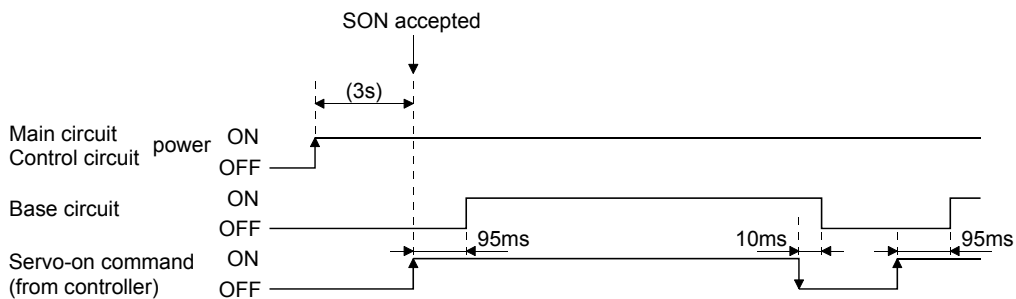 SON accepted
(3s)
Main circuit
Control circuit power
ON
OFF
Base circuit
ON
OFF
95ms
10ms
95ms
Servo-on command
(from controller)
ON
OFF